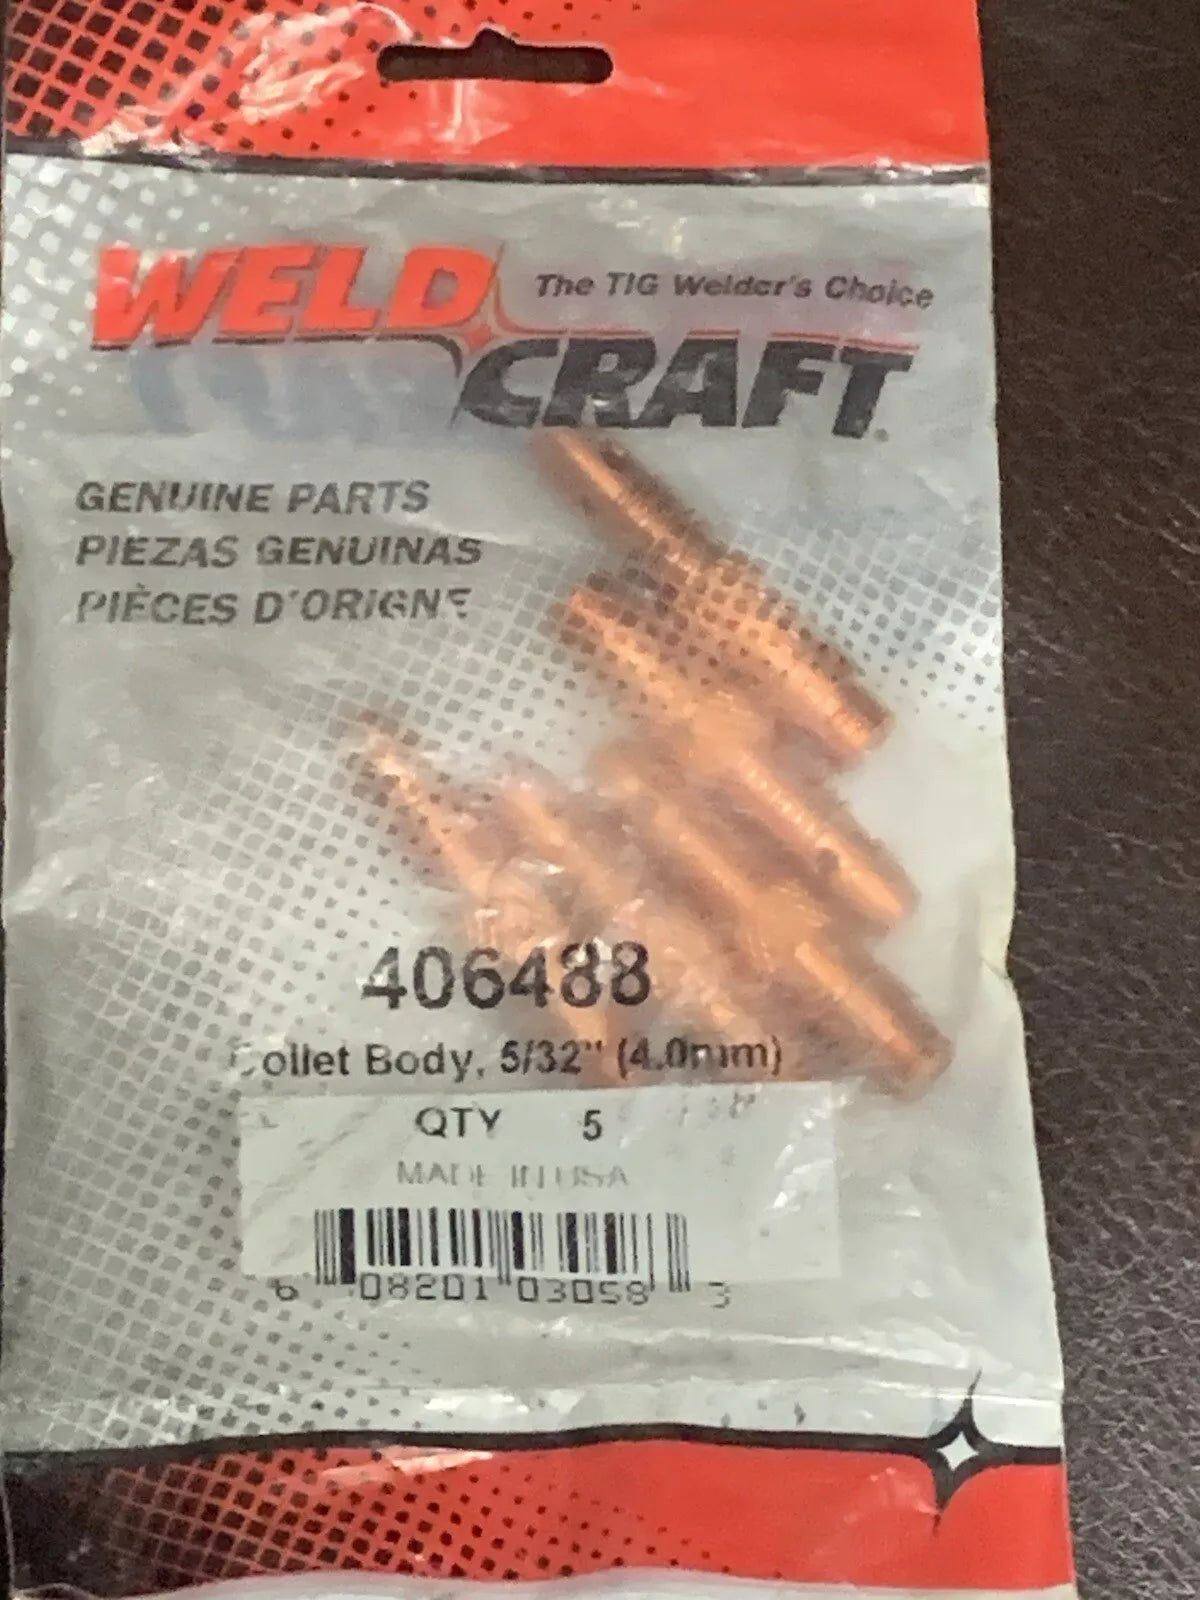 WELD
The TIG Welder's Choice
CRAFT
GENUINE PARTS
PIEZAS GENUINAS
PIÈCES D'ORIGINE
406488
Collet Body, 5/32" (4.0mm)
QTY 5
MADE IN USA
6 08201 03058 3